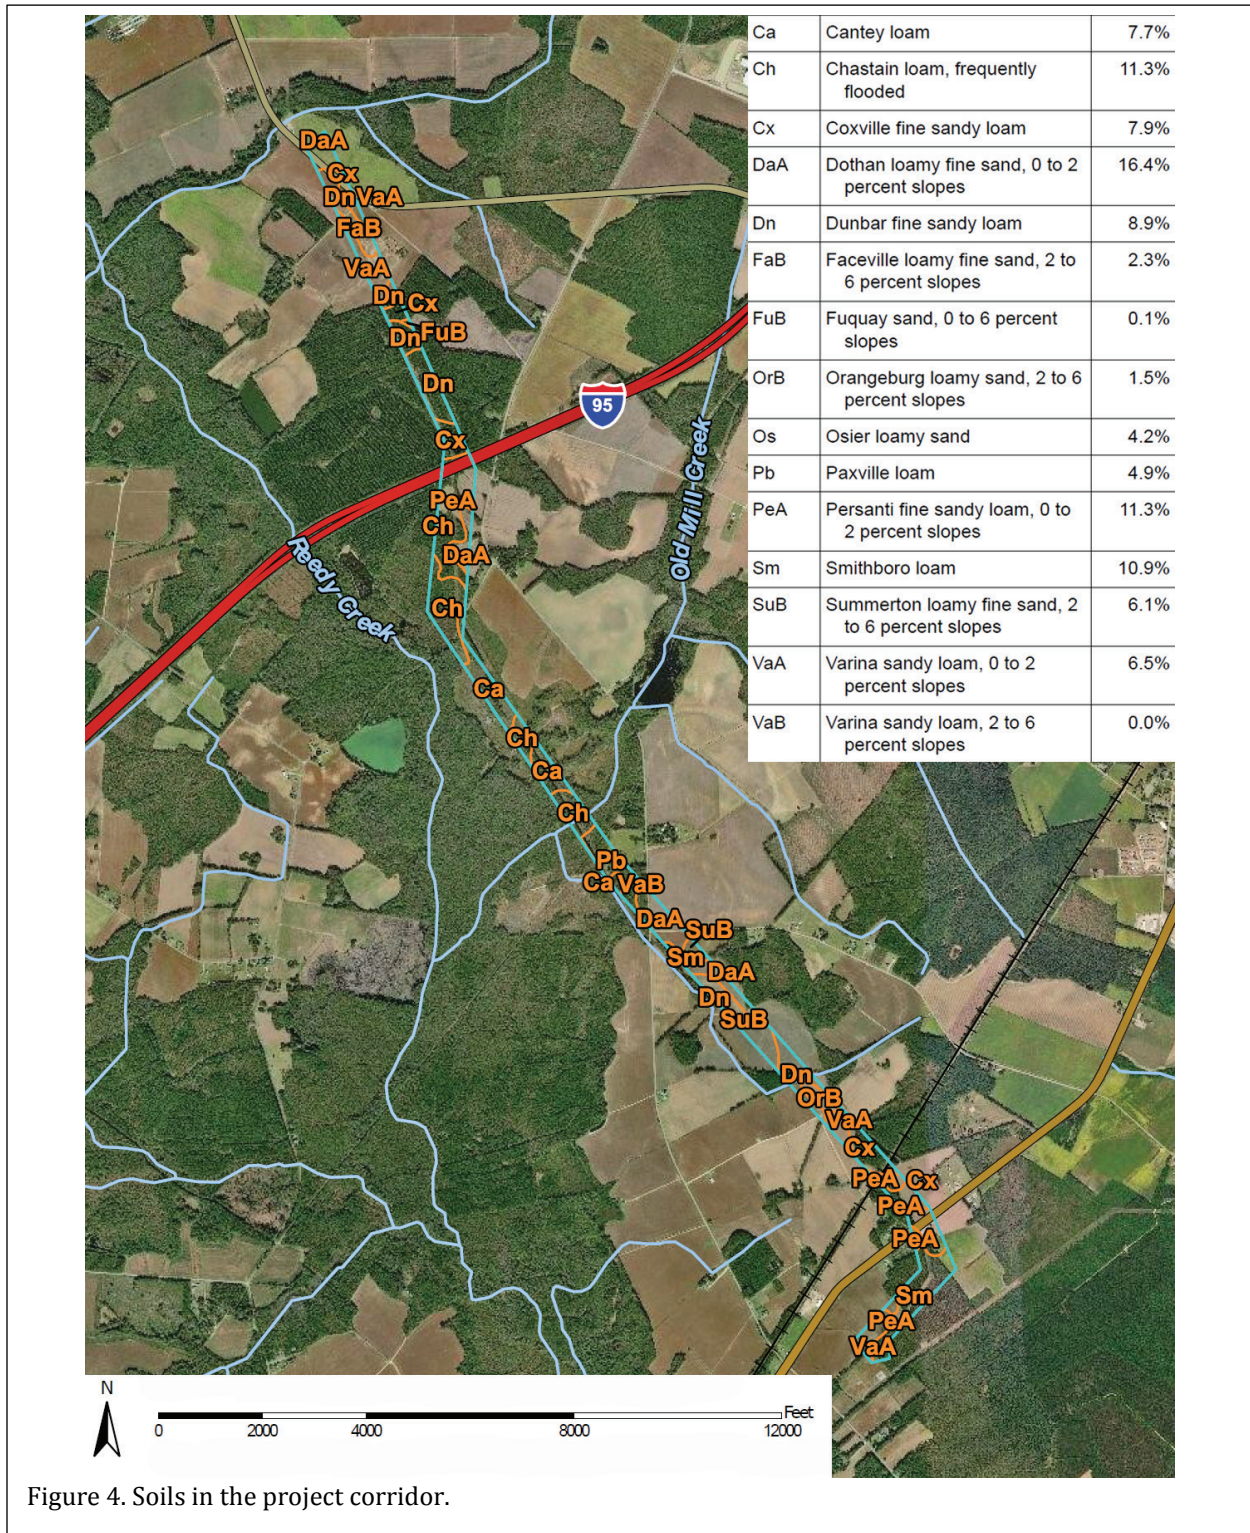 Ca Cantey loam 7.7%
Ch Chastain loam, frequently 11.3%
flooded
Cx Coxville fine sandy loam 7.9%
DaA Dothan loamy fine sand, 0 to 2 16.4%
percent slopes
Dn Dunbar fine sandy loam 8.9%
FaB Faceville loamy fine sand, 2 to 2.3%
6 percent slopes
FuB Fuquay sand, 0 to 6 percent 0.1%
slopes
OrB Orangeburg loamy sand, 2 to 6 1.5%
percent slopes
Os Osier loamy sand 4.2%
Pb Paxville loam 4.9%
PeA Persanti fine sandy loam, 0 to 11.3%
2 percent slopes
Sm Smithboro loam 10.9%
SuB Summerton loamy fine sand, 2 6.1%
to 6 percent slopes
VaA Varina sandy loam, 0 to 2 6.5%
percent slopes
VaB Varina sandy loam, 2 to 6 0.0%
percent slopes
DaA
Cx
Dn VaA
FaB
VaA
Dn Cx
Dn FuB
Dn
95
Cx
PeA
Ch
DaA
Old Mill Creek
Reedy Creek
Ch
Ca
Ch
Ca
Ch
Pb
Ca VaB
DaA SuB
Sm DaA
Dn
SuB
Dn
OrB
VaA
Cx
PeA Cx
PeA
PeA
Sm
PeA
VaA
N
Feet
0 2000 4000 8000 12000
Figure 4. Soils in the project corridor.